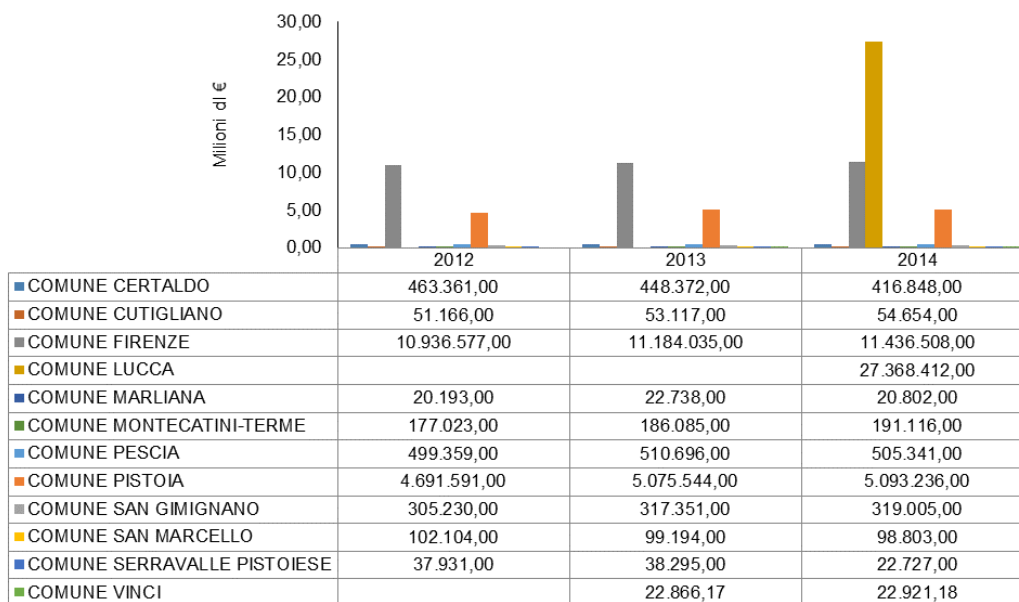 30,00
25,00
20,00
15,00
10,00
5,00
0,00
Milioni dl €
2012 2013 2014
COMUNE CERTALDO 463.361,00 448.372,00 416.848,00
COMUNE CUTIGLIANO 51.166,00 53.117,00 54.654,00
COMUNE FIRENZE 10.936.577,00 11.184.035,00 11.436.508,00
COMUNE LUCCA 27.368.412,00
COMUNE MARLIANA 20.193,00 22.738,00 20.802,00
COMUNE MONTECATINI-TERME 177.023,00 186.085,00 191.116,00
COMUNE PESCIA 499.359,00 510.696,00 505.341,00
COMUNE PISTOIA 4.691.591,00 5.075.544,00 5.093.236,00
COMUNE SAN GIMIGNANO 305.230,00 317.351,00 319.005,00
COMUNE SAN MARCELLO 102.104,00 99.194,00 98.803,00
COMUNE SERRAVALLE PISTOIESE 37.931,00 38.295,00 22.727,00
COMUNE VINCI 22.866,17 22.921,18